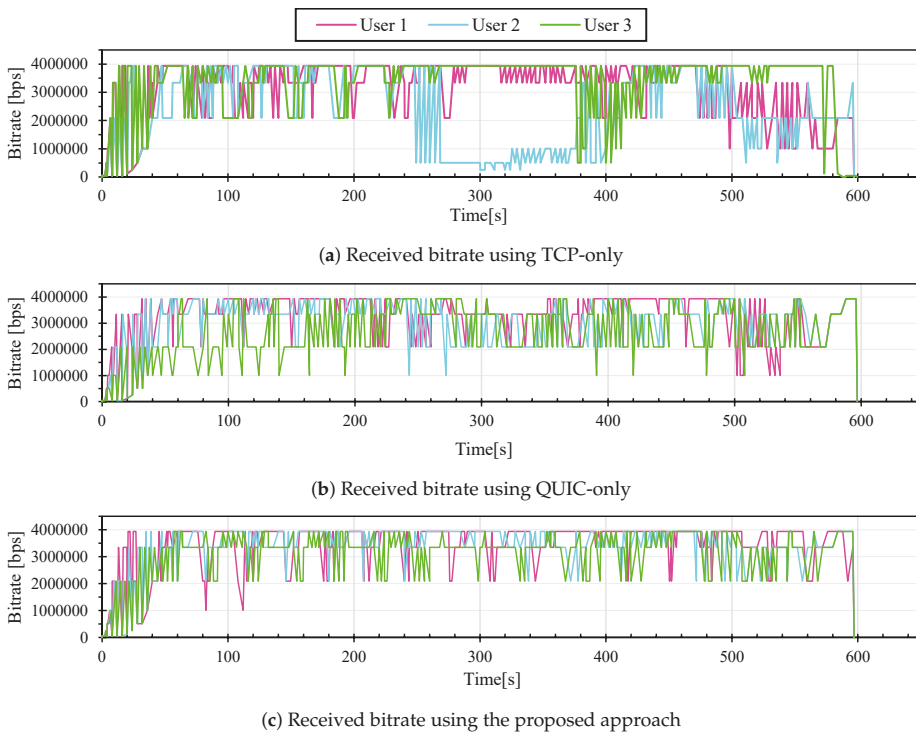 User 1 User 2 User 3
4000000
3000000
2000000
1000000
0
Bitrate [bps]
0 100 200 300 400 500 600
Time[s]
(a) Received bitrate using TCP-only
4000000
3000000
2000000
1000000
0
Bitrate [bps]
0 100 200 300 400 500 600
Time[s]
(b) Received bitrate using QUIC-only
4000000
3000000
2000000
1000000
0
Bitrate [bps]
0 100 200 300 400 500 600
Time[s]
(c) Received bitrate using the proposed approach